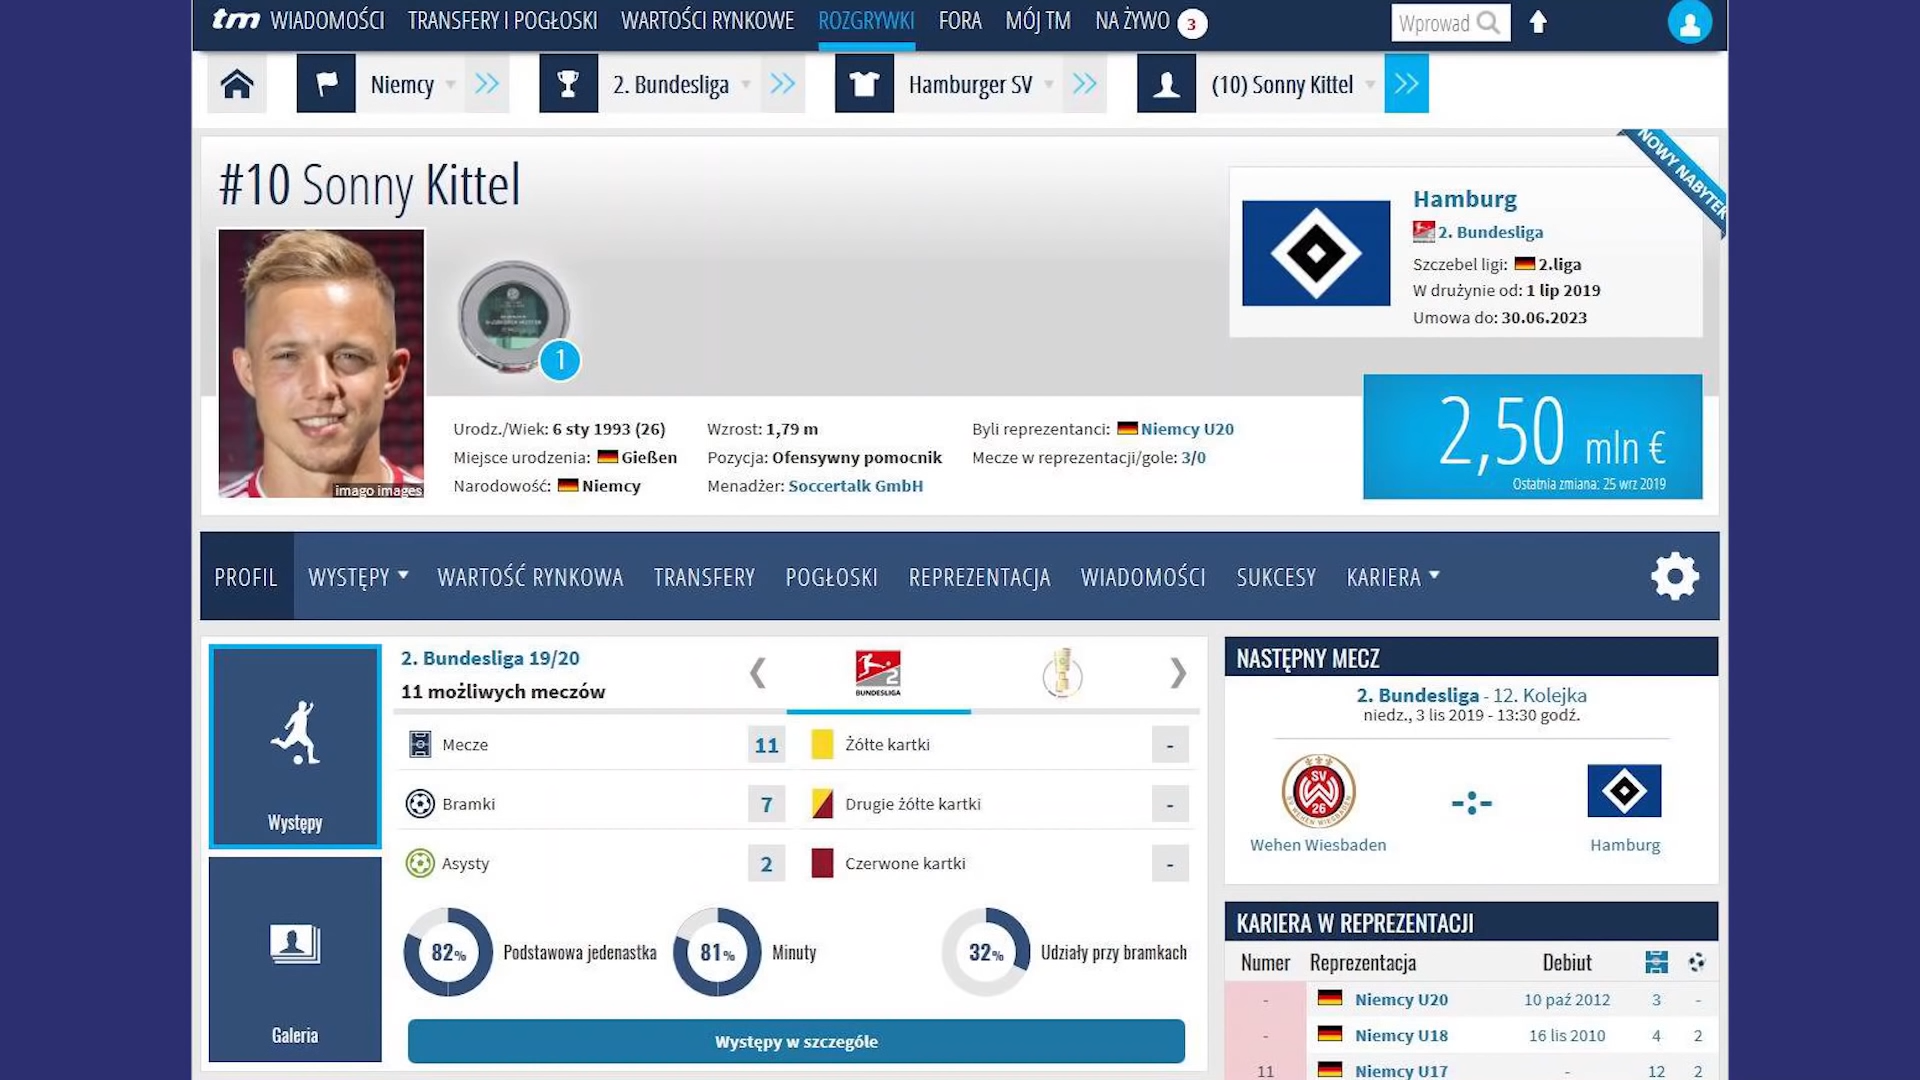 tm WIADOMOŚCI TRANSFERY I POGŁOSKI WARTOŚCI RYNKOWE ROZGRYWKI FORA MÓJ TM NA ŻYWO 3 Wprowad
Niemcy 2. Bundesliga Hamburger SV (10) Sonny Kittel
NOWY NABYTEK
#10 Sonny Kittel
Hamburg
2. Bundesliga
Szczebel ligi: 2.liga
W drużynie od: 1 lip 2019
Umowa do: 30.06.2023
1
imago images
Urodz./Wiek: 6 sty 1993 (26)
Miejsce urodzenia: Gießen
Narodowość: Niemcy
Wzrost: 1,79 m
Pozycja: Ofensywny pomocnik
Menadżer: Soccertalk GmbH
Byli reprezentanci: Niemcy U20
Mecze w reprezentacji/gole: 3/0
2,50 mln €
Ostatnia zmiana: 25 wrz 2019
PROFIL WYSTĘPY WARTOŚĆ RYNKOWA TRANSFERY POGŁOSKI REPREZENTACJA WIADOMOŚCI SUKCESY KARIERA
Występy
Galeria
2. Bundesliga 19/20
11 możliwych meczów
2
BUNDESLIGA
Mecze 11 Żółte kartki -
Bramki 7 Drugie żółte kartki -
Asysty 2 Czerwone kartki -
82% Podstawowa jedenastka 81% Minuty 32% Udziały przy bramkach
Występy w szczególe
NASTĘPNY MECZ
2. Bundesliga - 12. Kolejka
niedz., 3 lis 2019 - 13:30 godz.
SV
26
SV WEHEN WIESBADEN
-:-
Wehen Wiesbaden Hamburg
KARIERA W REPREZENTACJI
Numer Reprezentacja Debiut
- Niemcy U20 10 paź 2012 3 -
- Niemcy U18 16 lis 2010 4 2
11 Niemcy U17 - 12 2